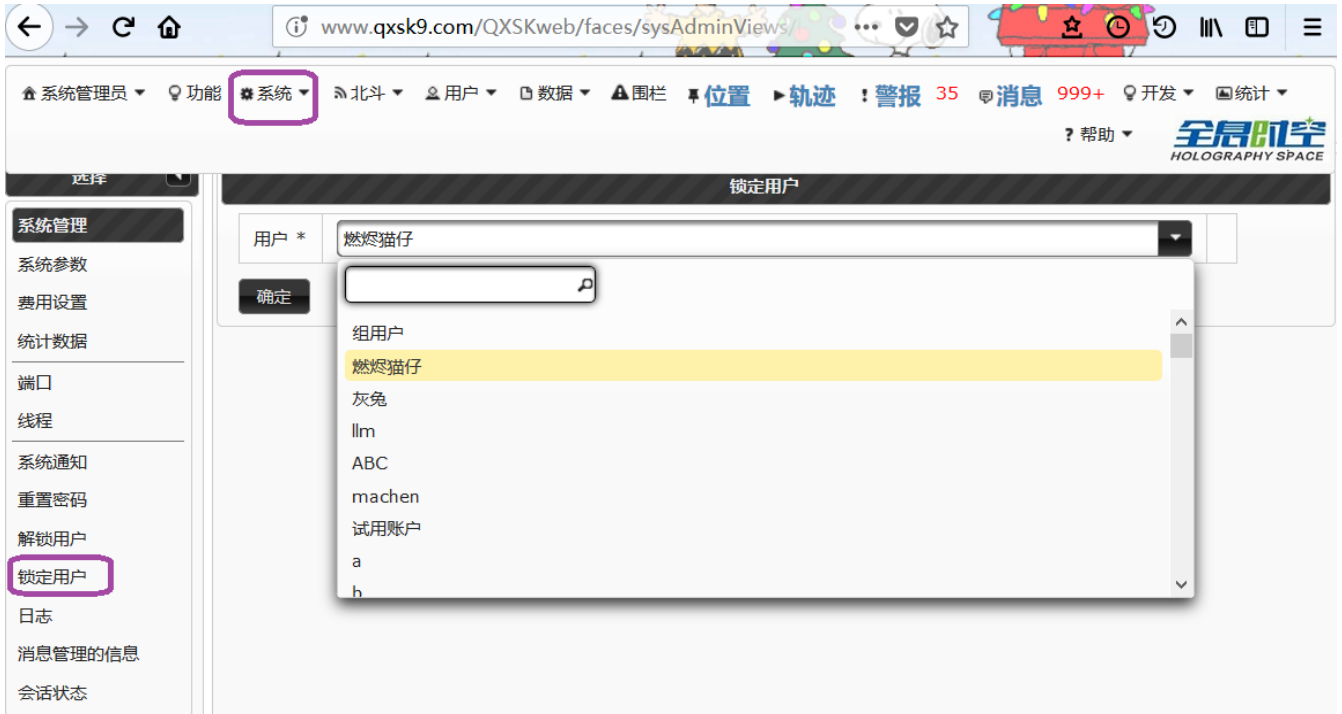 www.qxsk9.com/QXSKweb/faces/sysAdminViews/
系统管理员 功能 系统 北斗 用户 数据 围栏 位置 轨迹 警报 35 消息 999+ 开发 统计
? 帮助 全息时空
HOLOGRAPHY SPACE
选择
锁定用户
系统管理
系统参数
费用设置
统计数据
端口
线程
系统通知
重置密码
解锁用户
锁定用户
日志
消息管理的信息
会话状态
用户 *
燃烬猫仔
确定
组用户
燃烬猫仔
灰兔
llm
ABC
machen
试用账户
a
b